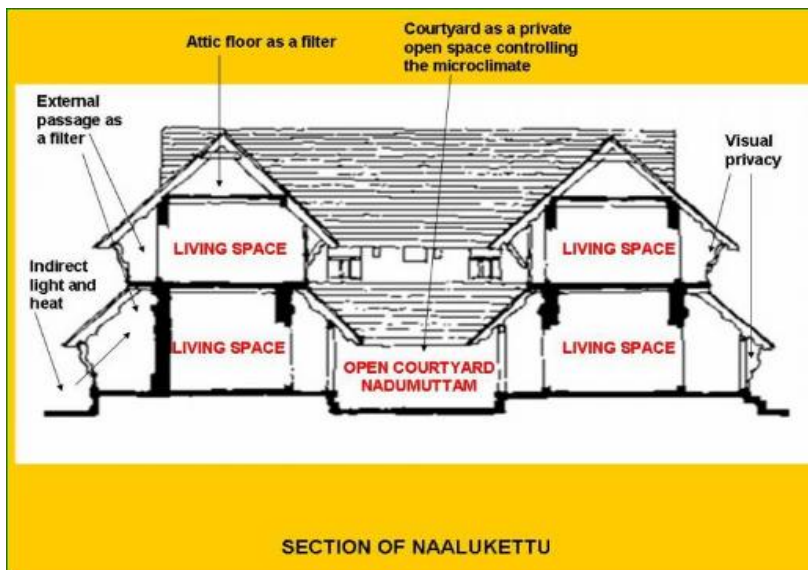 Attic floor as a filter
Courtyard as a private
open space controlling
the microclimate
External
passage as
a filter
Visual
privacy
LIVING SPACE
LIVING SPACE
Indirect
light and
heat
LIVING SPACE
LIVING SPACE
OPEN COURTYARD
NADUMUTTAM
SECTION OF NAALUKETTU